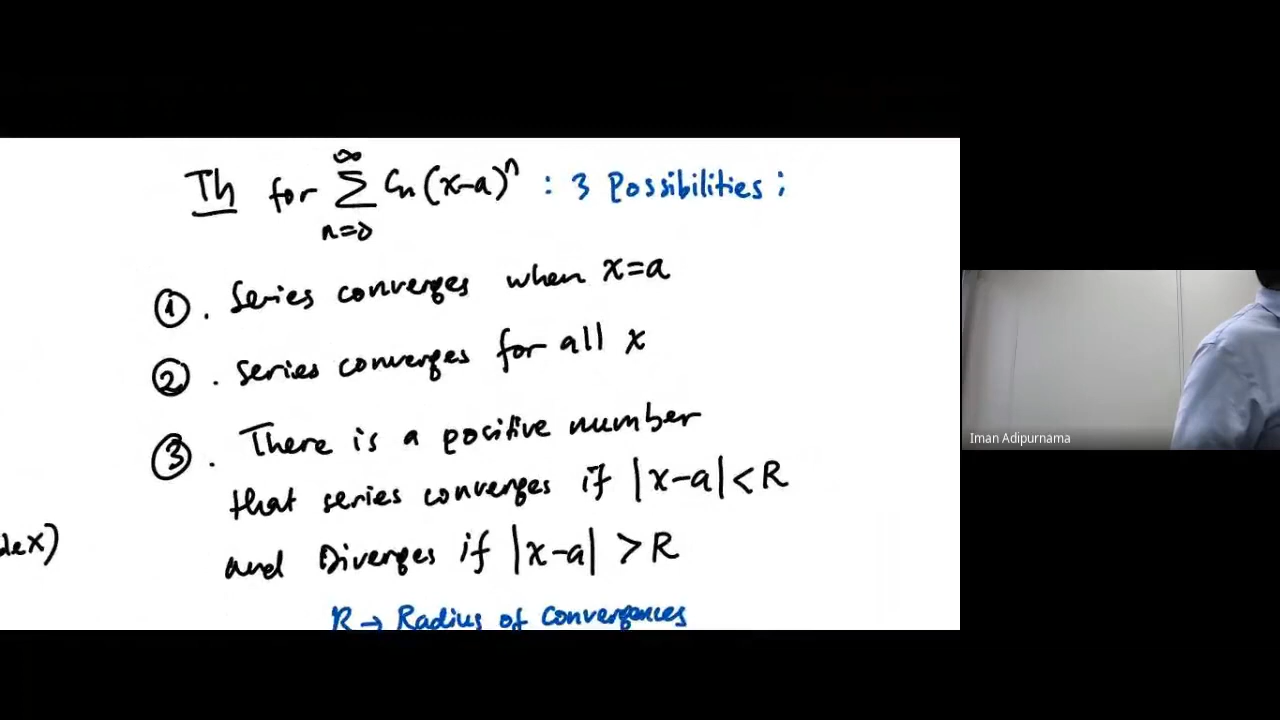 Th for ∞∑n=0 Cn(x-a)^n : 3 Possibilities :
①. Series converges when x=a
②. series converges for all x
③. There is a positive number
that series converges if |x-a|<R
and Diverges if |x-a| >R
R → Radius of convergences
dex)
Iman Adipurnama